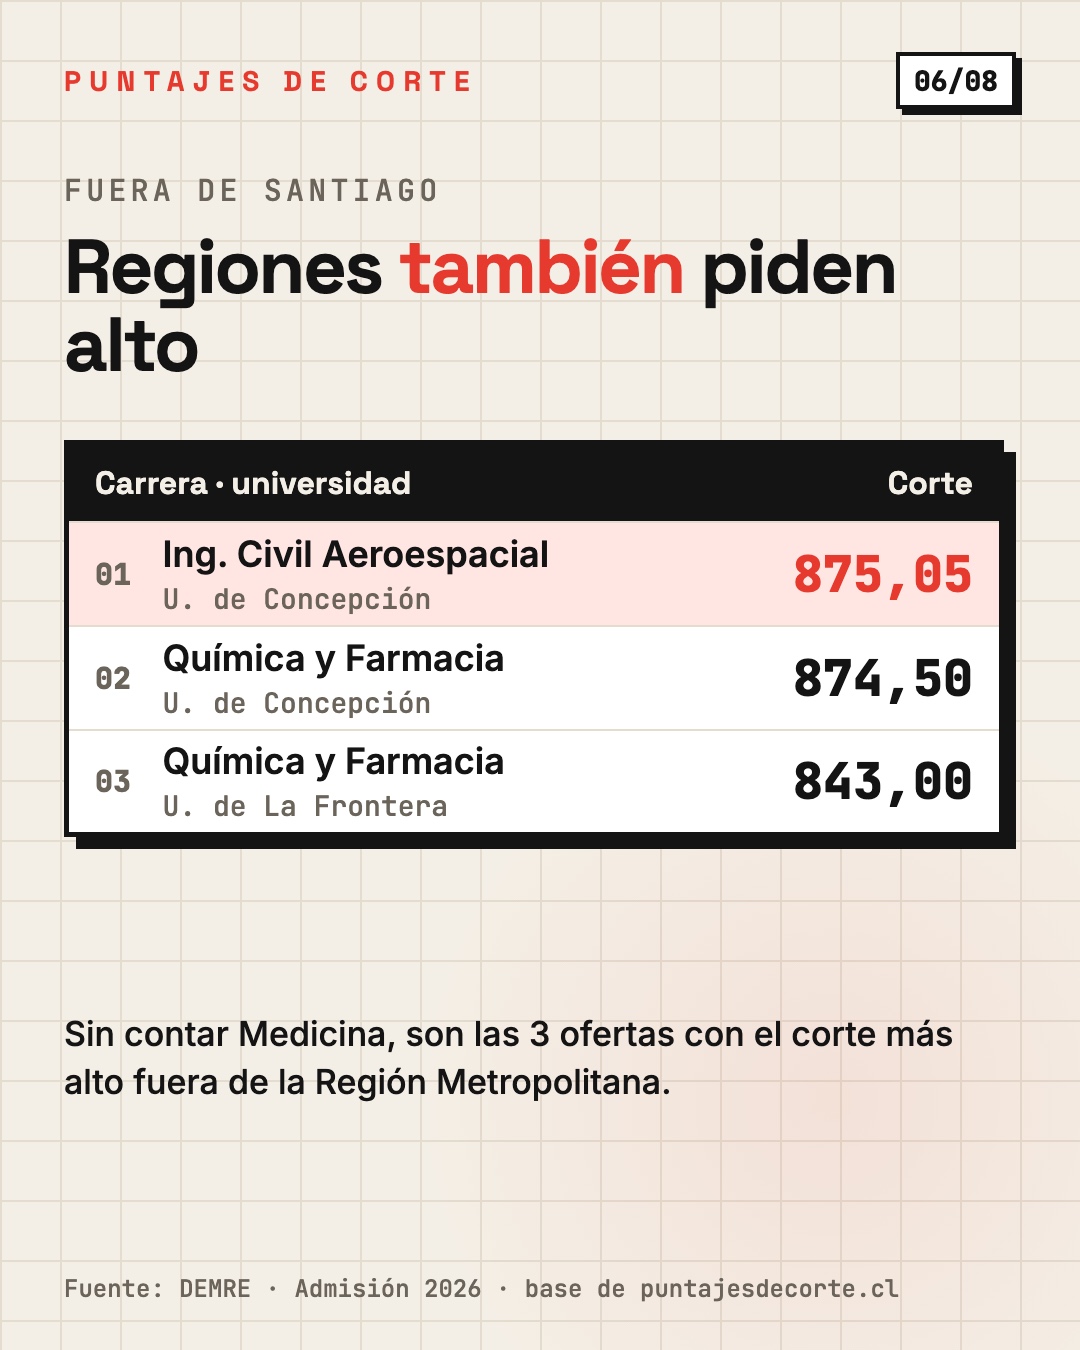 PUNTAJES DE CORTE
06/08
FUERA DE SANTIAGO
Regiones también piden
alto
Carrera · universidad Corte
01 Ing. Civil Aeroespacial 875,05
U. de Concepción
02 Química y Farmacia 874,50
U. de Concepción
03 Química y Farmacia 843,00
U. de La Frontera
Sin contar Medicina, son las 3 ofertas con el corte más
alto fuera de la Región Metropolitana.
Fuente: DEMRE · Admisión 2026 · base de puntajesdecorte.cl